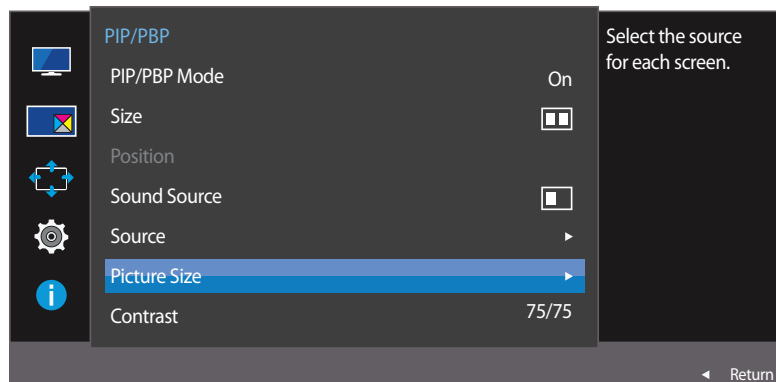 PIP/PBP
PIP/PBP Mode On
Size
Position
Sound Source
Source
Picture Size
Contrast 75/75
Select the source
for each screen.
Return